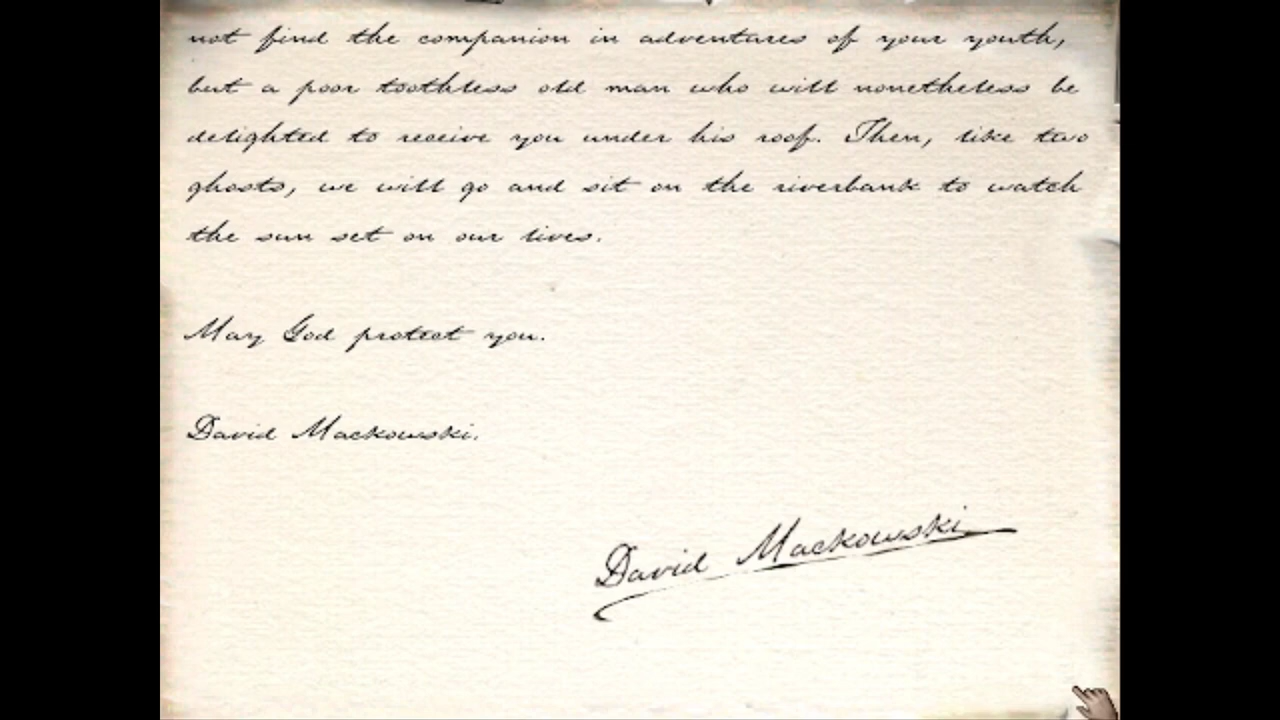 not find the companion in adventures of your youth,
but a poor toothless old man who will nonetheless be
delighted to receive you under his roof. Then, like two
ghosts, we will go and sit on the riverbank to watch
the sun set on our lives.
May God protect you.
David Mackowski.
David Mackowski